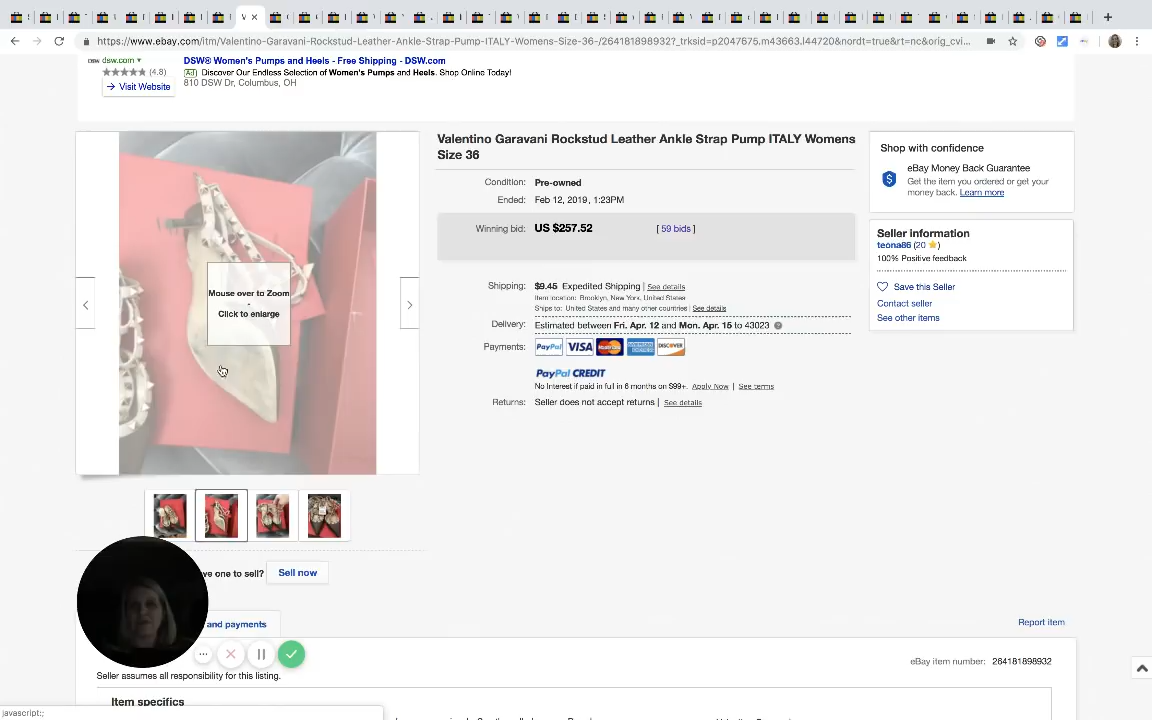 https://www.ebay.com/itm/Valentino-Garavani-Rockstud-Leather-Ankle-Strap-Pump-ITALY-Womens-Size-36-/264181898932?_trksid=p2047675.m43663.l44720&nordt=true&rt=nc&orig_cvi...
dsw.com
(4.8)
Visit Website
DSW® Women's Pumps and Heels - Free Shipping - DSW.com
Ad Discover Our Endless Selection of Women's Pumps and Heels. Shop Online Today!
810 DSW Dr, Columbus, OH
Valentino Garavani Rockstud Leather Ankle Strap Pump ITALY Womens
Size 36
Condition: Pre-owned
Ended: Feb 12, 2019 , 1:23PM
Winning bid: US $257.52 [ 59 bids ]
Shipping: $9.45 Expedited Shipping | See details
Item location: Brooklyn, New York, United States
Ships to: United States and many other countries | See details
Delivery: Estimated between Fri. Apr. 12 and Mon. Apr. 15 to 43023
Payments: PayPal VISA MasterCard DISCOVER
PayPal CREDIT
No Interest if paid in full in 6 months on $99+. Apply Now | See terms
Returns: Seller does not accept returns | See details
Shop with confidence
eBay Money Back Guarantee
Get the item you ordered or get your
money back. Learn more
Seller information
teona86 (20 )
100% Positive feedback
Save this Seller
Contact seller
See other items
Mouse over to Zoom
-
Click to enlarge
ve one to sell? Sell now
and payments
Report item
eBay item number: 264181898932
Seller assumes all responsibility for this listing.
Item specifics
javascript:;